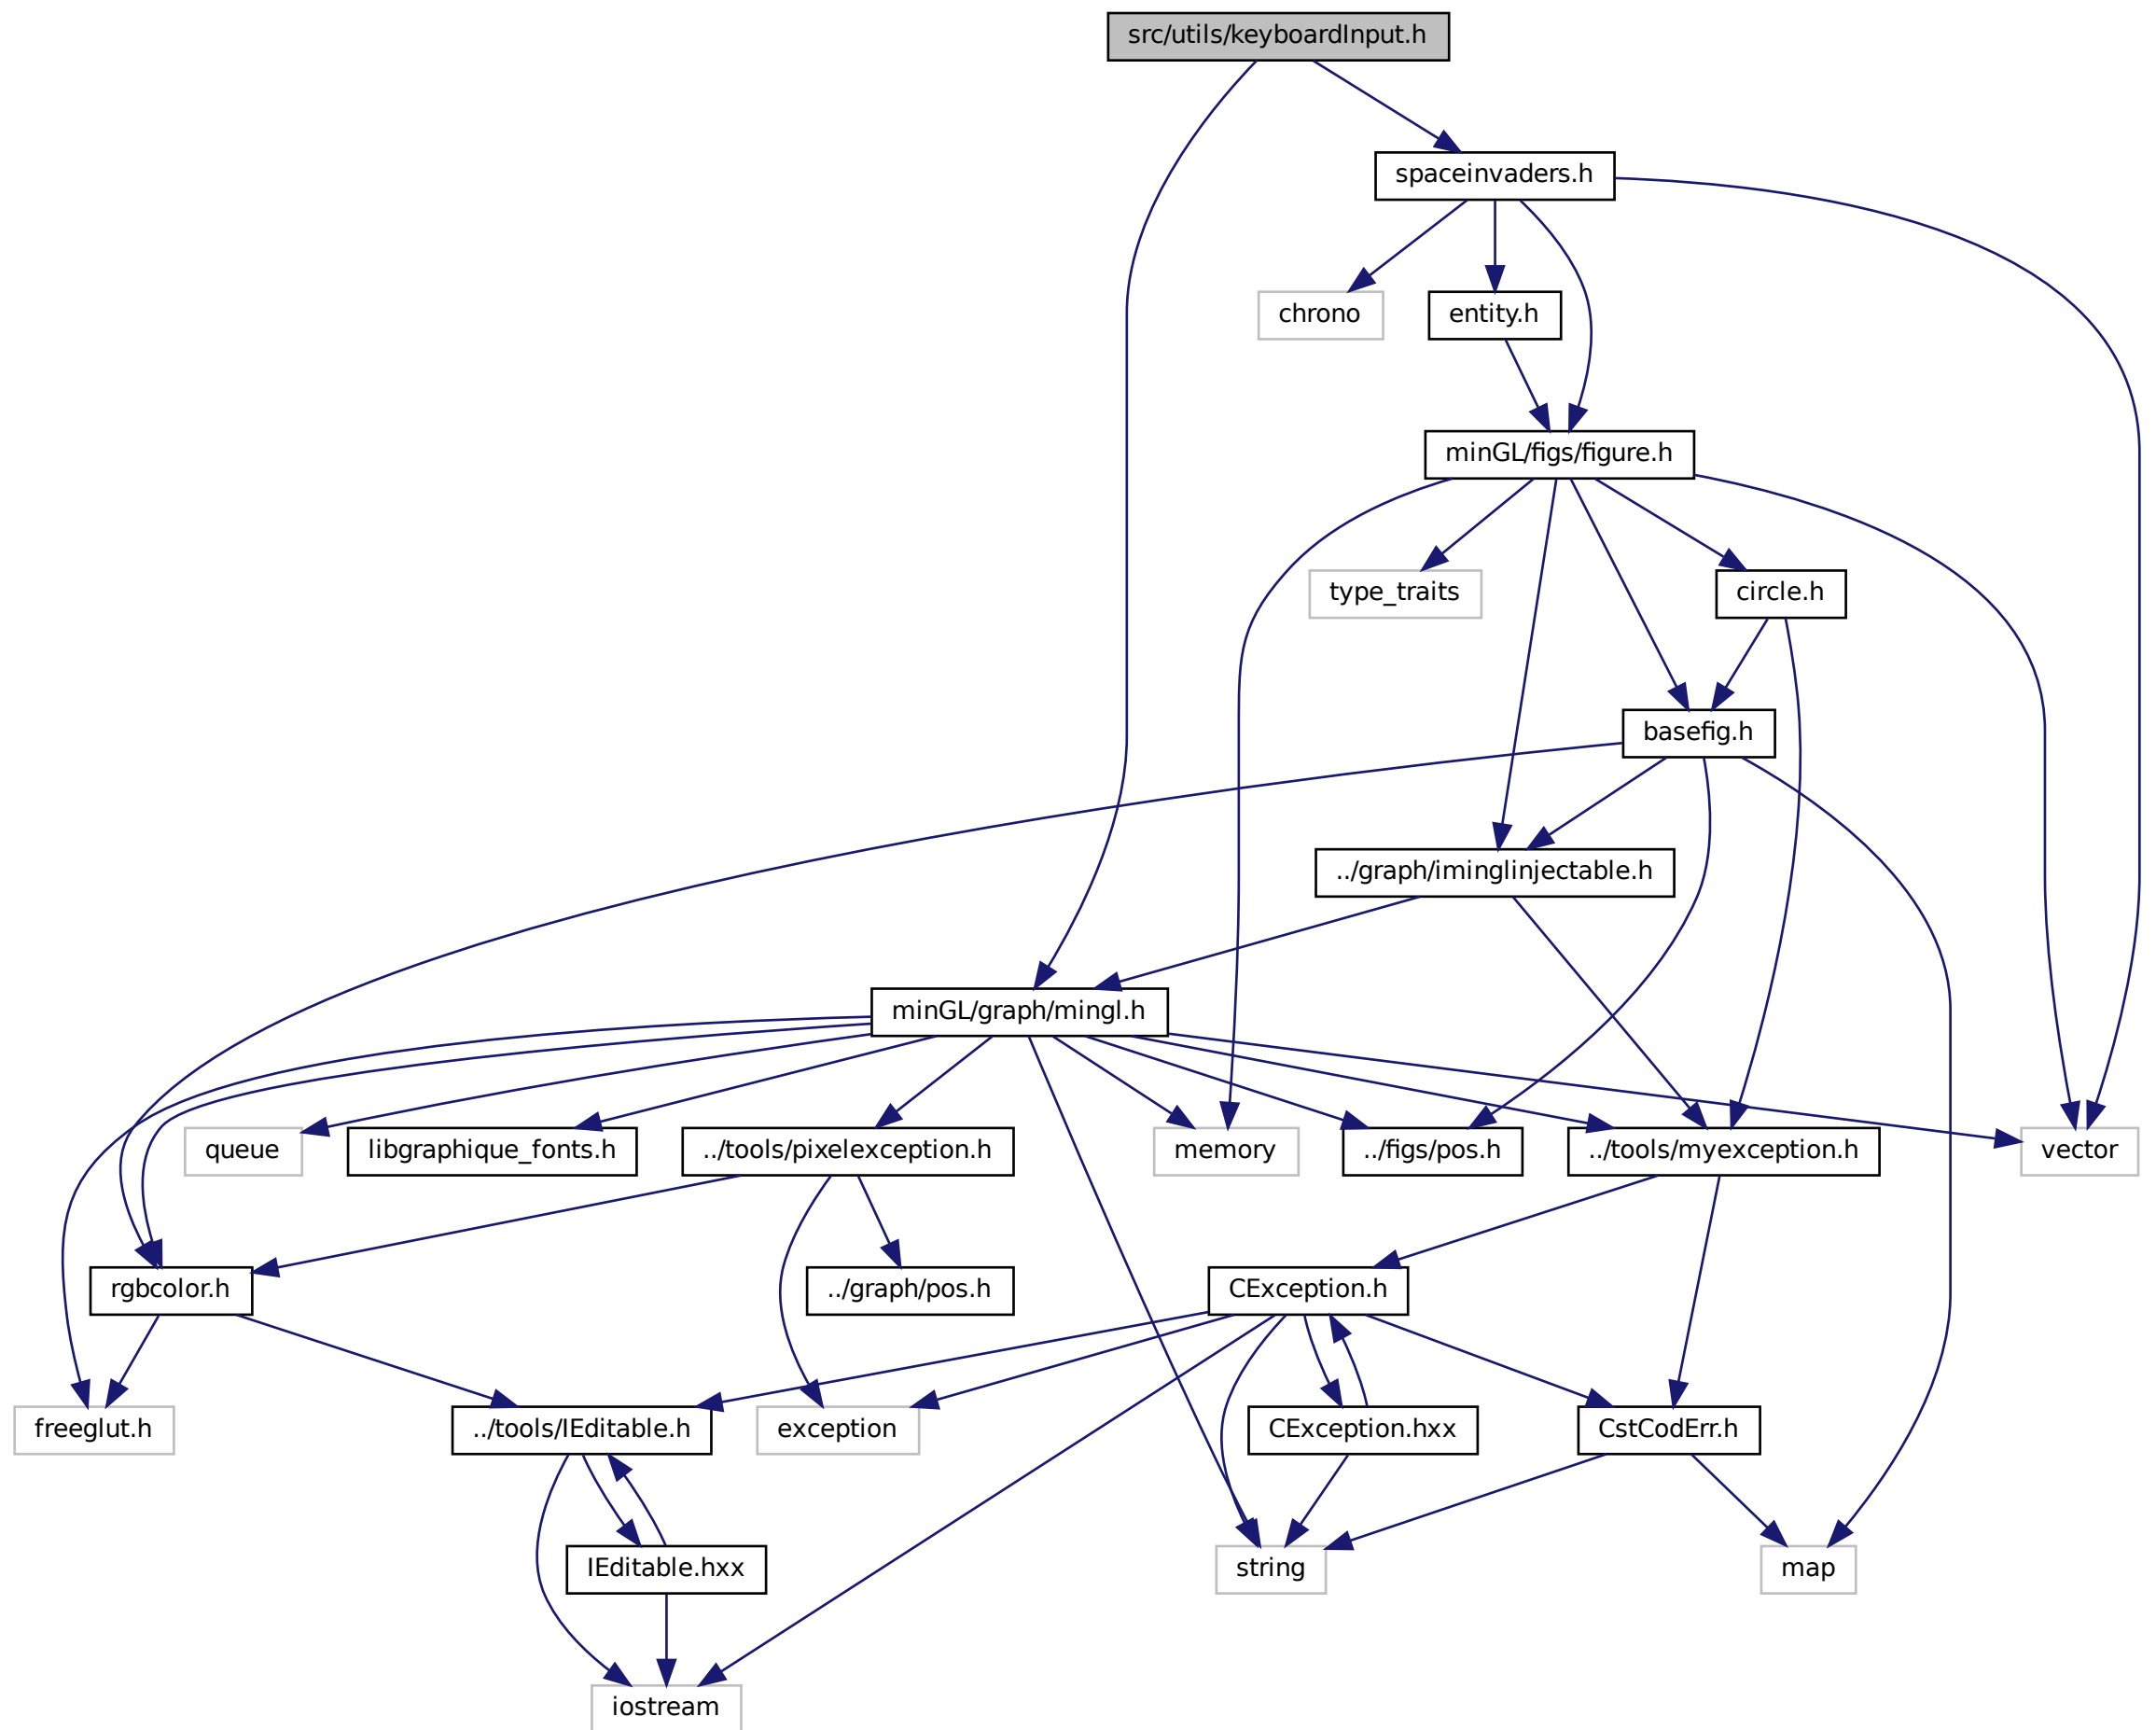 src/utils/keyboardInput.h
spaceinvaders.h
chrono
entity.h
minGL/figs/figure.h
type_traits
circle.h
basefig.h
../graph/iminglinjectable.h
minGL/graph/mingl.h
queue
libgraphique_fonts.h
../tools/pixelexception.h
memory
../figs/pos.h
../tools/myexception.h
vector
rgbcolor.h
../graph/pos.h
CException.h
freeglut.h
../tools/IEditable.h
exception
CException.hxx
CstCodErr.h
IEditable.hxx
string
map
iostream